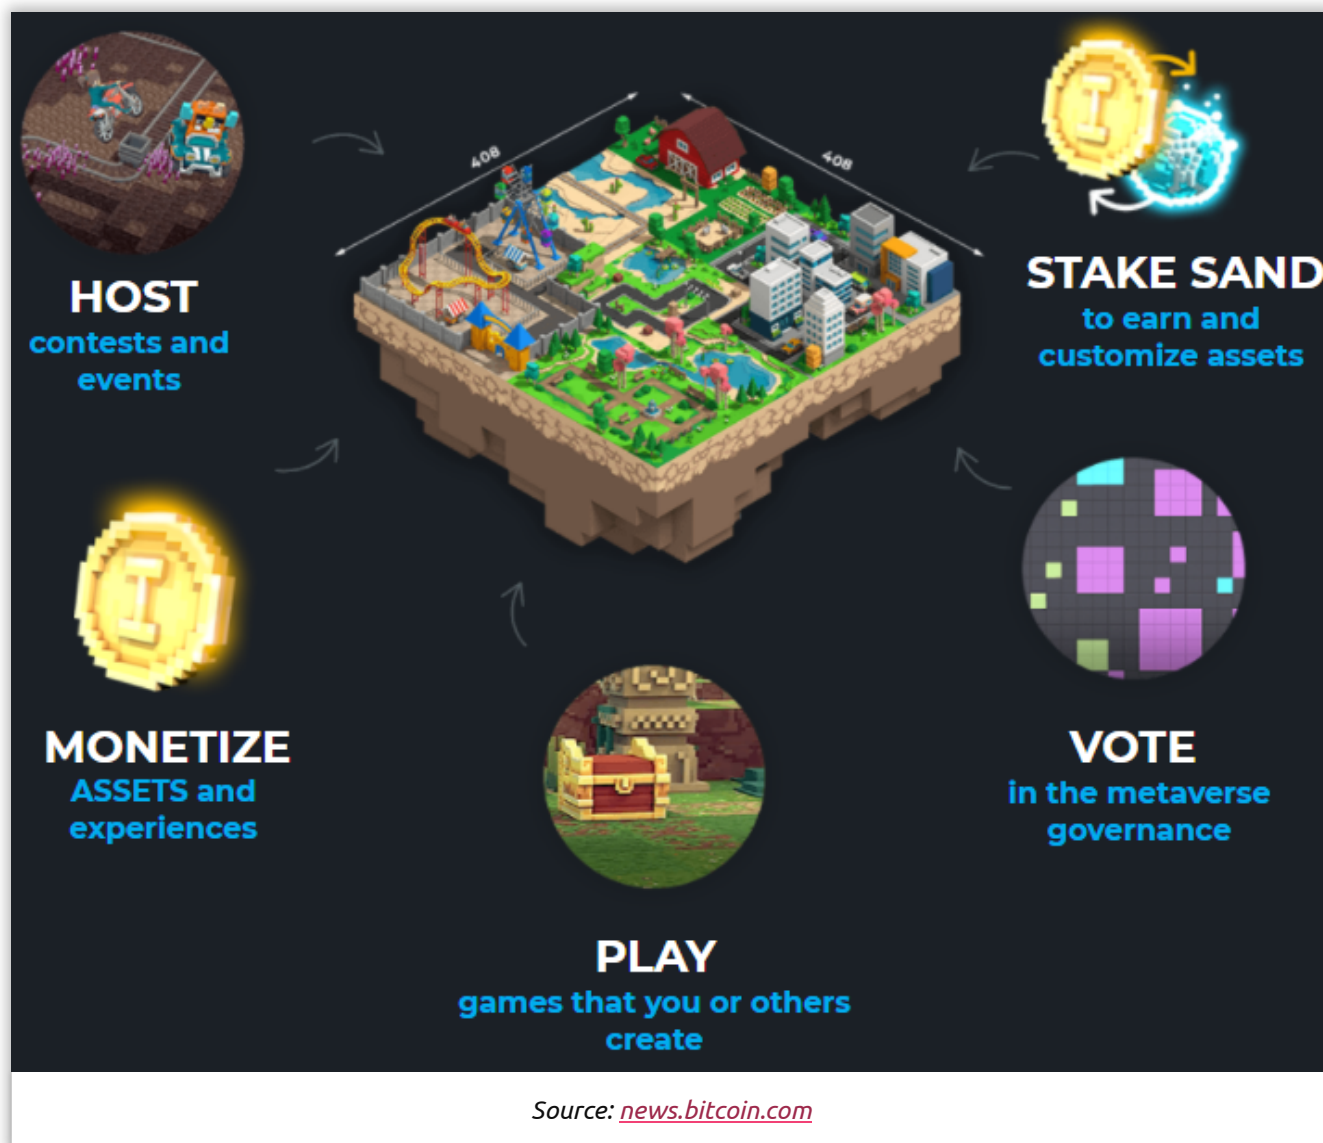 408
408
HOST
contests and
events
STAKE SAND
to earn and
customize assets
MONETIZE
ASSETS and
experiences
VOTE
in the metaverse
governance
PLAY
games that you or others
create
Source: news.bitcoin.com